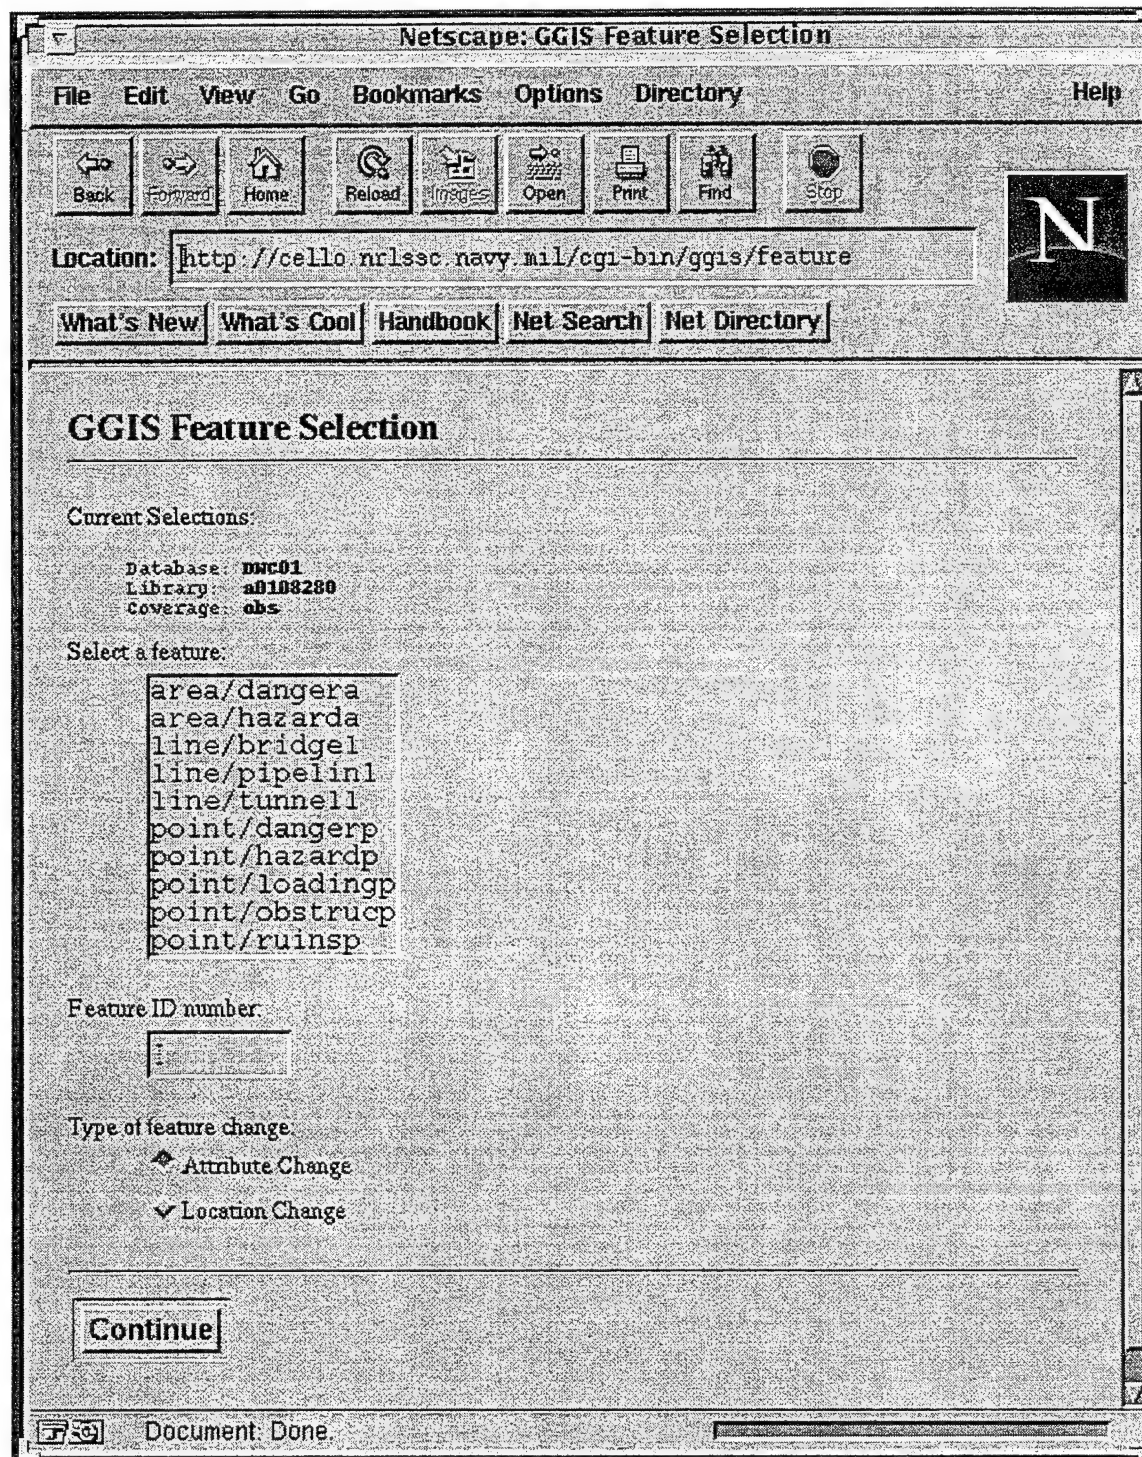 Netscape: GGIS Feature Selection
File Edit View Go Bookmarks Options Directory Help
Back Forward Home Reload Images Open Print Find Stop
N
Location: http://cello.nrlssc.navy.mil/cgi-bin/ggis/feature
What's New What's Cool Handbook Net Search Net Directory
GGIS Feature Selection
Current Selections:
Database: DNC01
Library: a0108280
Coverage: obs
Select a feature:
area/dangera
area/hazarda
line/bridgel
line/pipelinl
line/tunnell
point/dangerp
point/hazardp
point/loadingp
point/obstrucp
point/ruinsp
Feature ID number:
Type of feature change:
Attribute Change
Location Change
Continue
Document: Done.